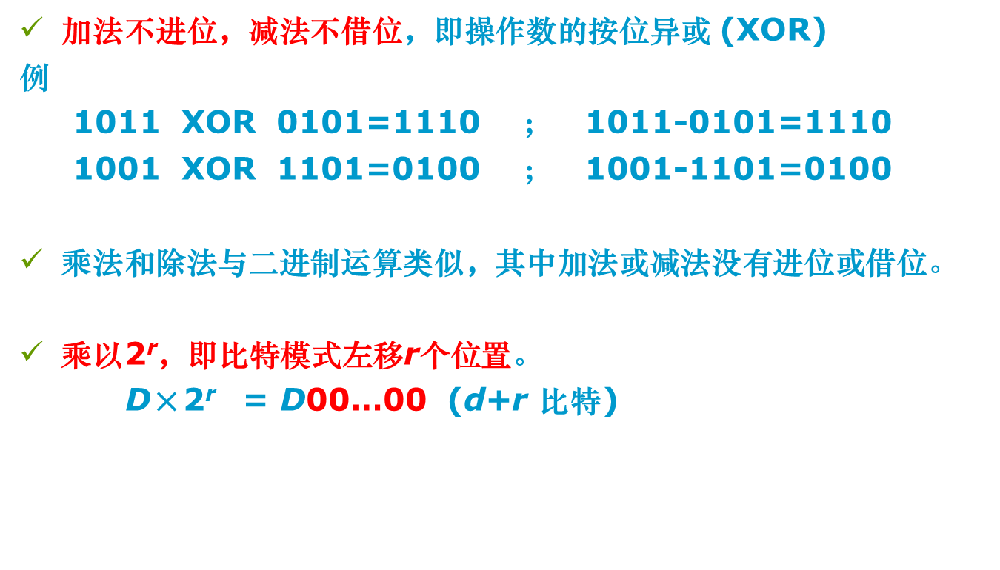 ✓ 加法不进位，减法不借位，即操作数的按位异或 (XOR)
例
1011 XOR 0101=1110 ； 1011-0101=1110
1001 XOR 1101=0100 ； 1001-1101=0100
✓ 乘法和除法与二进制运算类似，其中加法或减法没有进位或借位。
✓ 乘以2ʳ，即比特模式左移r个位置。
D×2ʳ = D00…00 (d+r 比特)